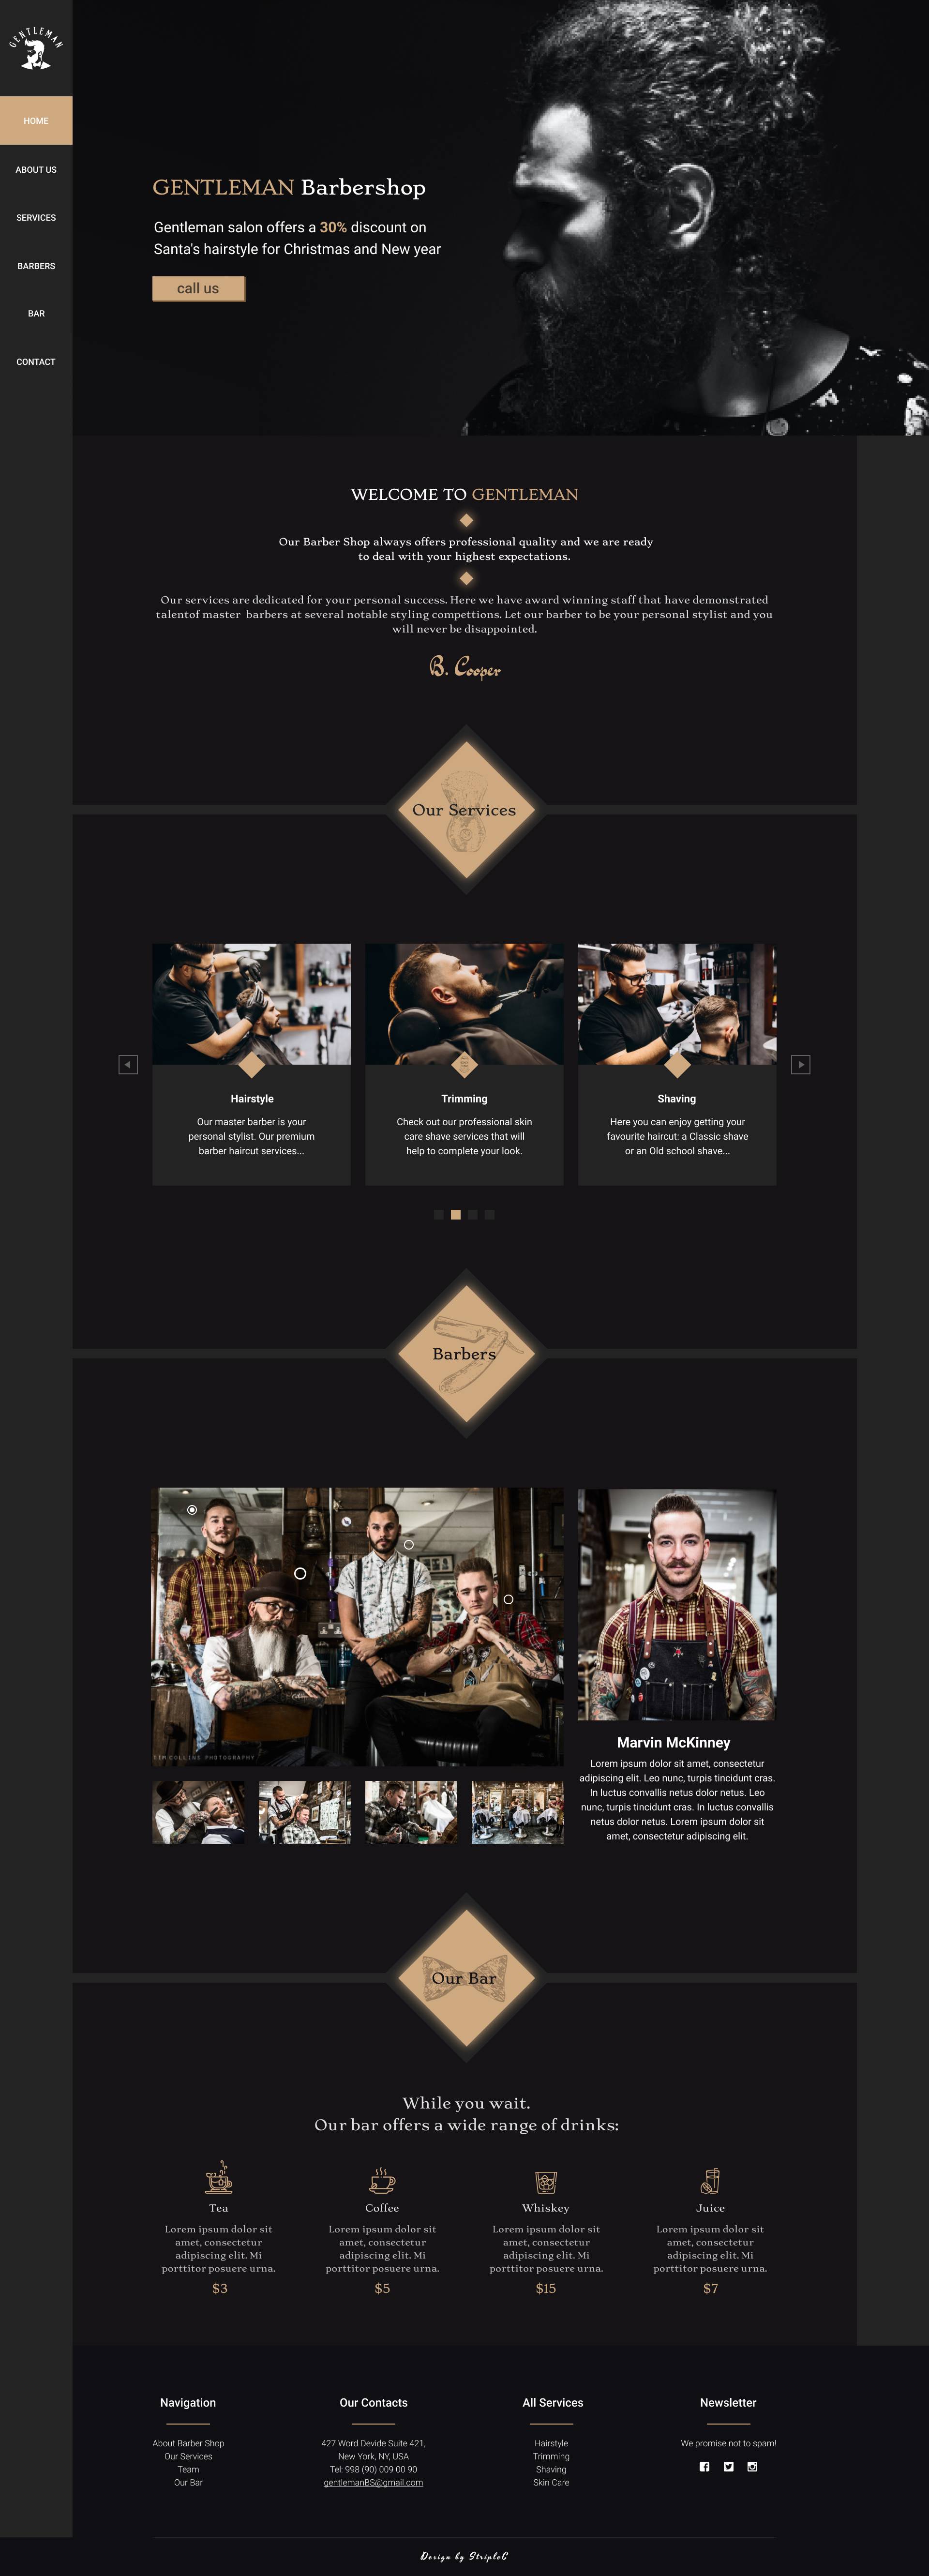 GENTLEMAN
HOME
ABOUT US
SERVICES
BARBERS
BAR
CONTACT
GENTLEMAN Barbershop
Gentleman salon offers a 30% discount on
Santa's hairstyle for Christmas and New year
call us
WELCOME TO GENTLEMAN
Our Barber Shop always offers professional quality and we are ready
to deal with your highest expectations.
Our services are dedicated for your personal success. Here we have award winning staff that have demonstrated
talentof master barbers at several notable styling compettions. Let our barber to be your personal stylist and you
will never be disappointed.
B. Cooper
Our Services
Hairstyle
Our master barber is your
personal stylist. Our premium
barber haircut services...
Trimming
Check out our professional skin
care shave services that will
help to complete your look.
Shaving
Here you can enjoy getting your
favourite haircut: a Classic shave
or an Old school shave...
Barbers
TIM COLLINS PHOTOGRAPHY
Marvin McKinney
Lorem ipsum dolor sit amet, consectetur
adipiscing elit. Leo nunc, turpis tincidunt cras.
In luctus convallis netus dolor netus. Leo
nunc, turpis tincidunt cras. In luctus convallis
netus dolor netus. Lorem ipsum dolor sit
amet, consectetur adipiscing elit.
Our Bar
While you wait.
Our bar offers a wide range of drinks:
Tea
Lorem ipsum dolor sit
amet, consectetur
adipiscing elit. Mi
porttitor posuere urna.
$3
Coffee
Lorem ipsum dolor sit
amet, consectetur
adipiscing elit. Mi
porttitor posuere urna.
$5
Whiskey
Lorem ipsum dolor sit
amet, consectetur
adipiscing elit. Mi
porttitor posuere urna.
$15
Juice
Lorem ipsum dolor sit
amet, consectetur
adipiscing elit. Mi
porttitor posuere urna.
$7
Navigation
About Barber Shop
Our Services
Team
Our Bar
Our Contacts
427 Word Devide Suite 421,
New York, NY, USA
Tel: 998 (90) 009 00 90
gentlemanBS@gmail.com
All Services
Hairstyle
Trimming
Shaving
Skin Care
Newsletter
We promise not to spam!
Design by StripleC